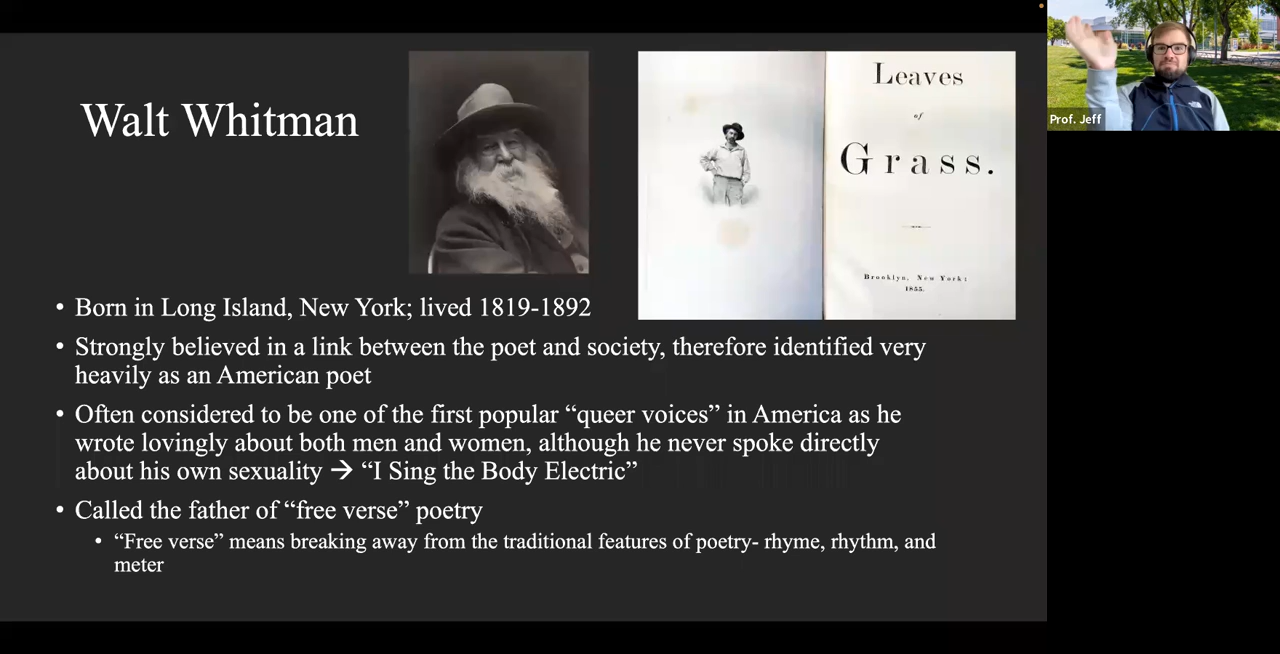 Walt Whitman
Leaves
of
Grass.
Brooklyn, New York:
1855.
• Born in Long Island, New York; lived 1819-1892
• Strongly believed in a link between the poet and society, therefore identified very
heavily as an American poet
• Often considered to be one of the first popular “queer voices” in America as he
wrote lovingly about both men and women, although he never spoke directly
about his own sexuality → “I Sing the Body Electric”
• Called the father of “free verse” poetry
• “Free verse” means breaking away from the traditional features of poetry- rhyme, rhythm, and
meter
Prof. Jeff